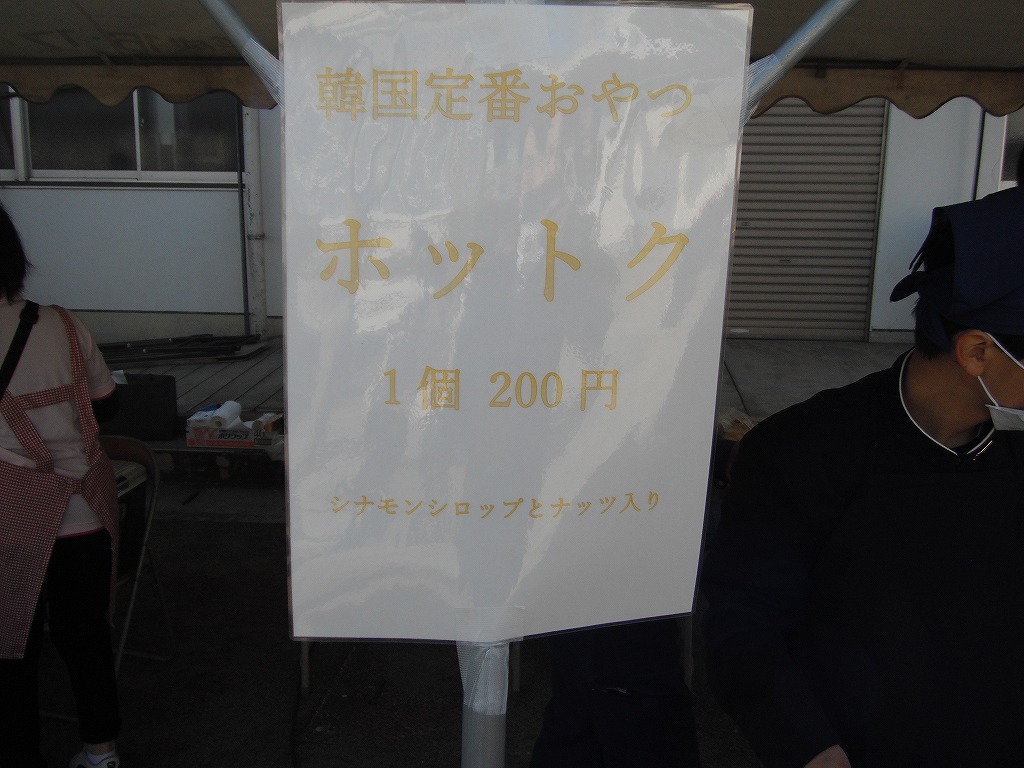 韓国定番おやつ
ホットク
1個 200円
シナモンシロップとナッツ入り